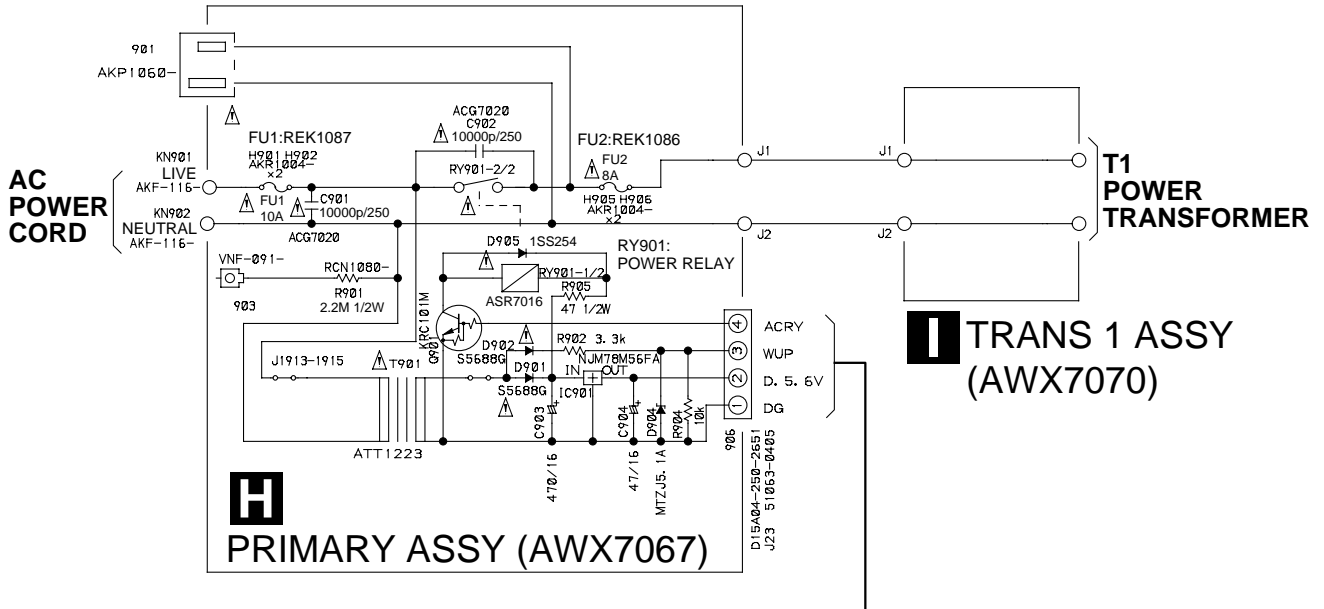 901
AKP1060-
FU1:REK1087
H901 H902
AKR1004-
×2
FU1
10A
KN901
LIVE
AKF-116-
AC
POWER
CORD
KN902
NEUTRAL
AKF-116-
C901
10000p/250
ACG7020
ACG7020
C902
10000p/250
RY901-2/2
FU2:REK1086
FU2
8A
H905 H906
AKR1004-
×2
J1
J1
J2
J2
T1
POWER
TRANSFORMER
VNF-091-
903
RCN1080-
R901
2.2M 1/2W
D905
1SS254
RY901:
POWER RELAY
RY901-1/2
ASR7016
R905
47 1/2W
KRC101M
Q901
D902
S5688G
D901
S5688G
R902 3.3k
NJM78M56FA
IN
OUT
IC901
J1913-1915
T901
ATT1223
C903
470/16
C904
47/16
D904
MTZJ5.1A
R904
10k
4 ACRY
3 WUP
2 D.5.6V
1 DG
906
D15A04-250-2651
J23 51063-0405
H
PRIMARY ASSY (AWX7067)
I
TRANS 1 ASSY
(AWX7070)